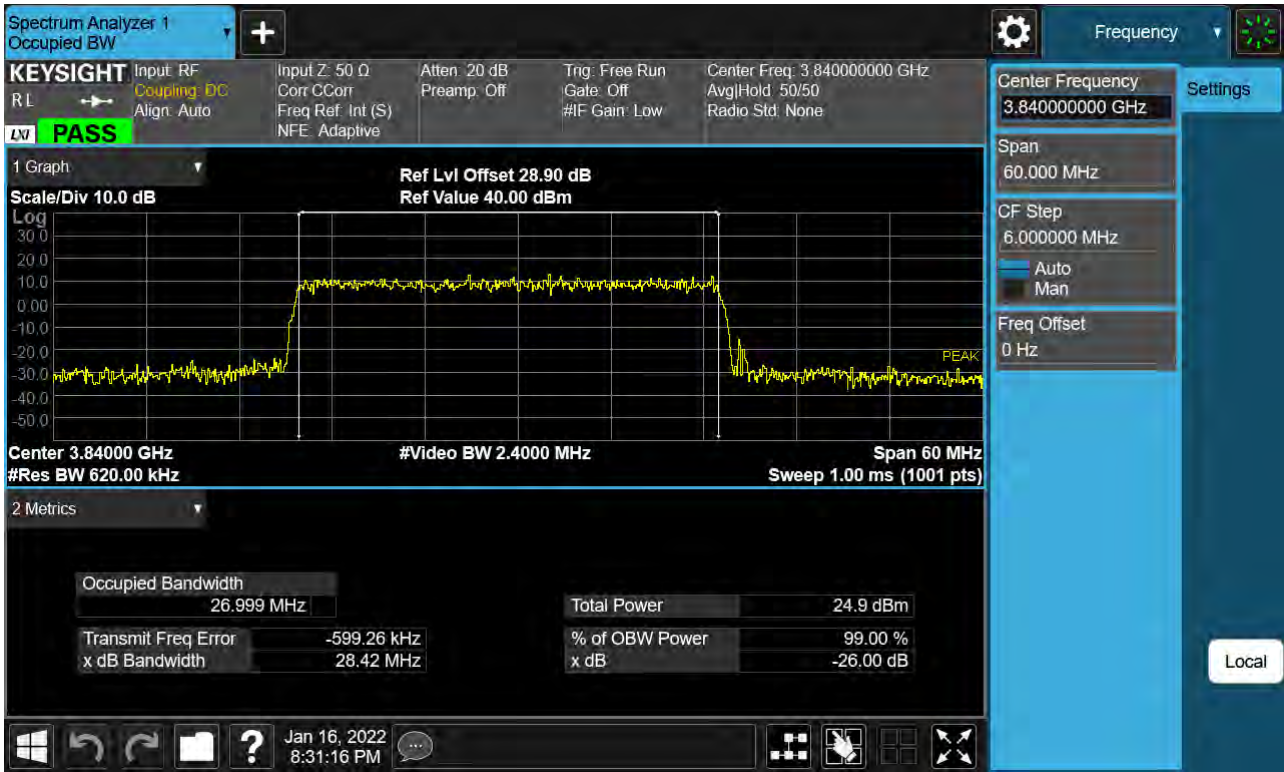 Spectrum Analyzer 1
Occupied BW
+
Frequency
KEYSIGHT
RL
LXI
PASS
Input: RF
Coupling: DC
Align: Auto
Input Z: 50 Ω
Corr CCorr
Freq Ref: Int (S)
NFE: Adaptive
Atten: 20 dB
Preamp: Off
Trig: Free Run
Gate: Off
#IF Gain: Low
Center Freq: 3.840000000 GHz
Avg|Hold: 50/50
Radio Std: None
Center Frequency
3.840000000 GHz
Settings
Span
60.000 MHz
CF Step
6.000000 MHz
Auto
Man
Freq Offset
0 Hz
Local
1 Graph
Scale/Div 10.0 dB
Ref Lvl Offset 28.90 dB
Ref Value 40.00 dBm
Log
30.0
20.0
10.0
0.00
-10.0
-20.0
-30.0
-40.0
-50.0
PEAK
Center 3.84000 GHz
#Video BW 2.4000 MHz
Span 60 MHz
#Res BW 620.00 kHz
Sweep 1.00 ms (1001 pts)
2 Metrics
Occupied Bandwidth
26.999 MHz
Total Power 24.9 dBm
Transmit Freq Error -599.26 kHz
% of OBW Power 99.00 %
x dB Bandwidth 28.42 MHz
x dB -26.00 dB
?
Jan 16, 2022
8:31:16 PM